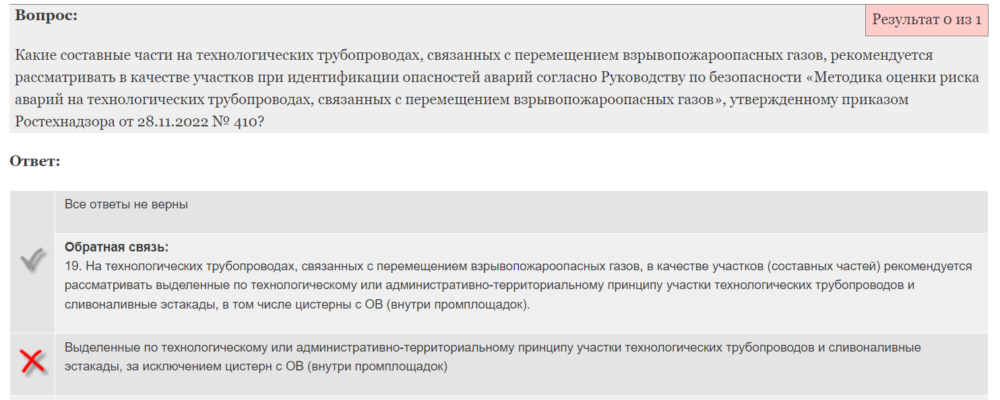 Вопрос:
Результат 0 из 1
Какие составные части на технологических трубопроводах, связанных с перемещением взрывопожароопасных газов, рекомендуется
рассматривать в качестве участков при идентификации опасностей аварий согласно Руководству по безопасности «Методика оценки риска
аварий на технологических трубопроводах, связанных с перемещением взрывопожароопасных газов», утвержденному приказом
Ростехнадзора от 28.11.2022 № 410?
Ответ:
Все ответы не верны
Обратная связь:
19. На технологических трубопроводах, связанных с перемещением взрывопожароопасных газов, в качестве участков (составных частей) рекомендуется
рассматривать выделенные по технологическому или административно-территориальному принципу участки технологических трубопроводов и
сливоналивные эстакады, в том числе цистерны с ОВ (внутри промплощадок).
Выделенные по технологическому или административно-территориальному принципу участки технологических трубопроводов и сливоналивные
эстакады, за исключением цистерн с ОВ (внутри промплощадок)